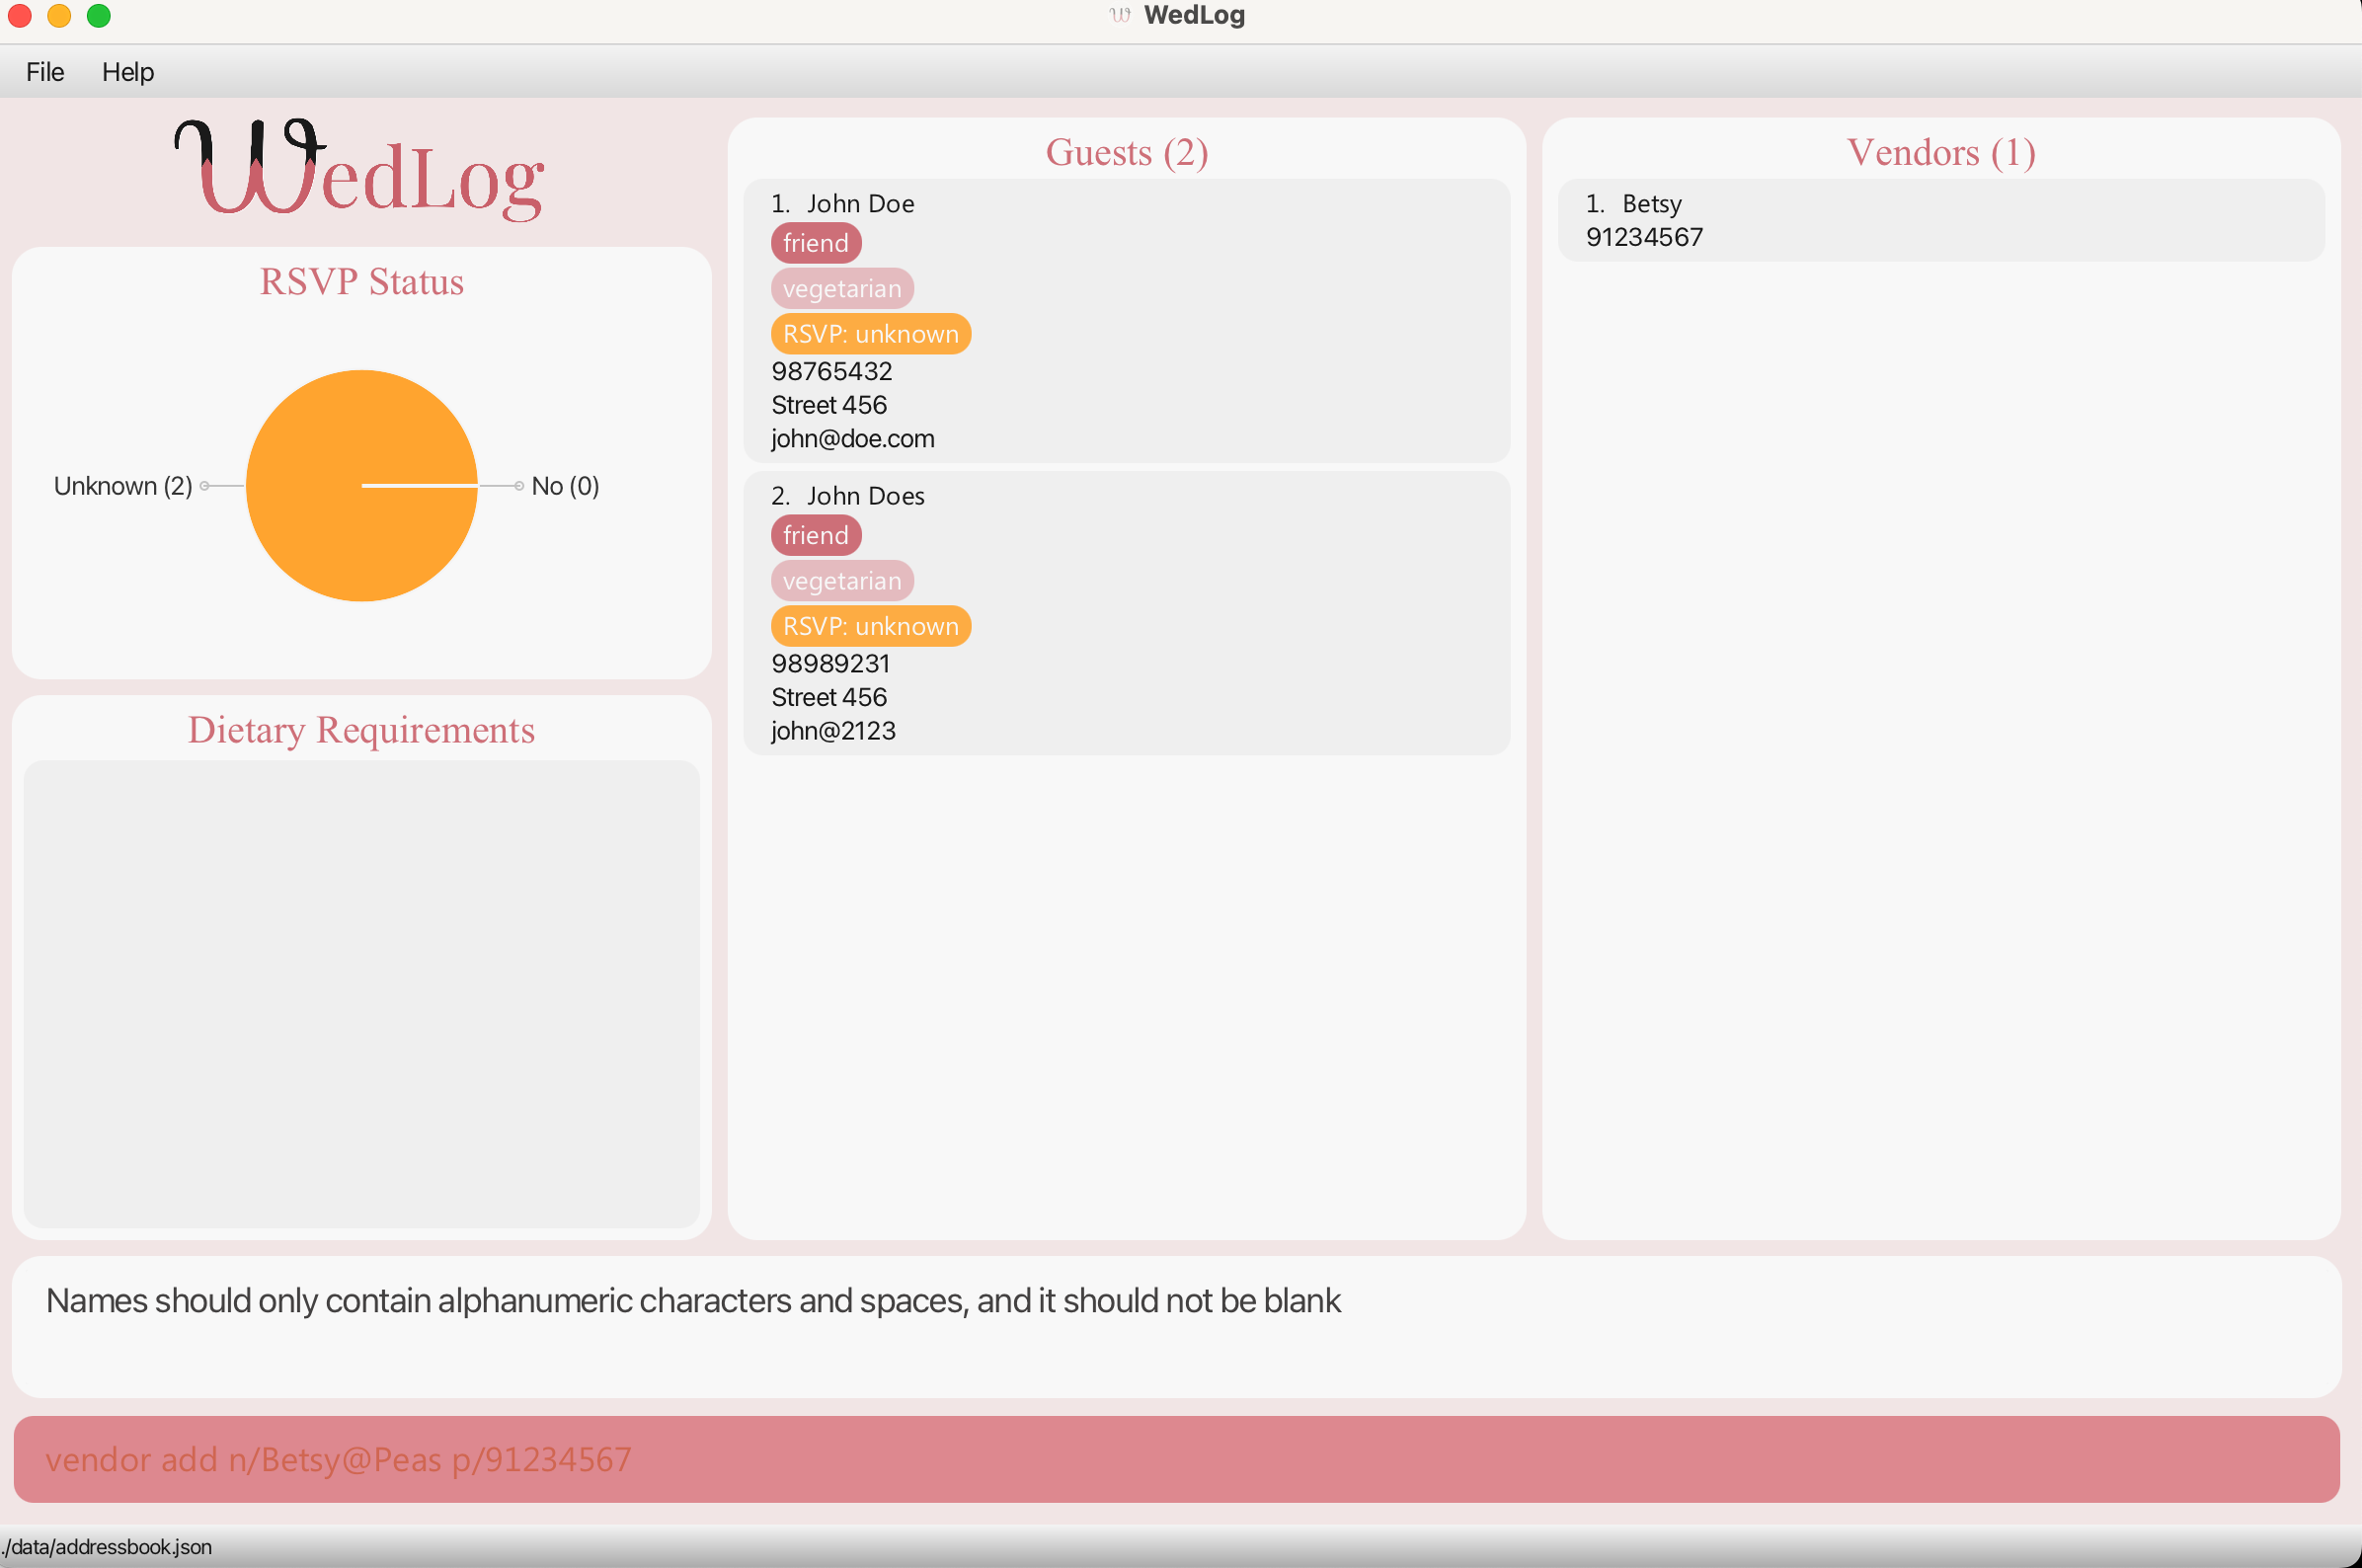 WedLog
File Help
WedLog
RSVP Status
Unknown (2)
No (0)
Dietary Requirements
Guests (2)
1. John Doe
friend
vegetarian
RSVP: unknown
98765432
Street 456
john@doe.com
2. John Does
friend
vegetarian
RSVP: unknown
98989231
Street 456
john@2123
Vendors (1)
1. Betsy
91234567
Names should only contain alphanumeric characters and spaces, and it should not be blank
vendor add n/Betsy@Peas p/91234567
./data/addressbook.json